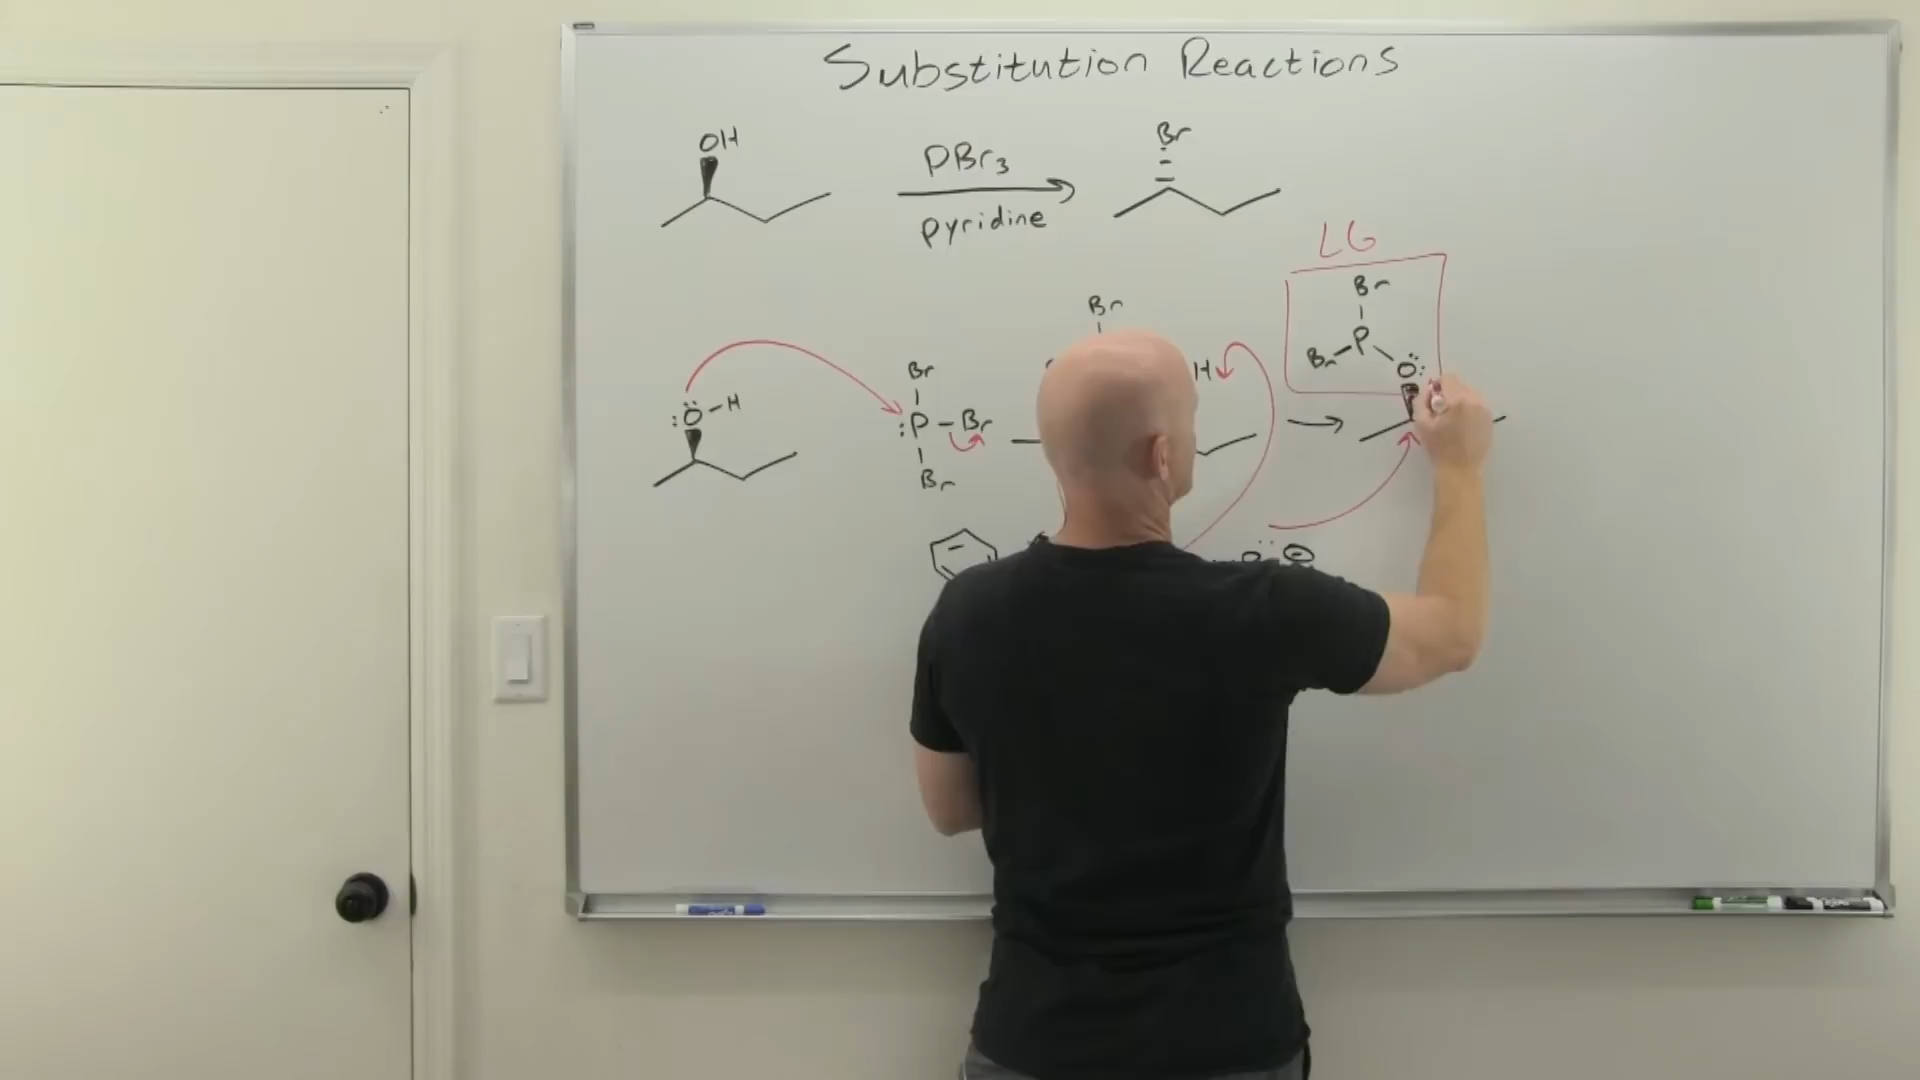 Substitution Reactions
OH
PBr3
pyridine
Br
LG
Br
P
Br
:Ö:
Br
H
:Ö-H
Br
:P-Br
Br